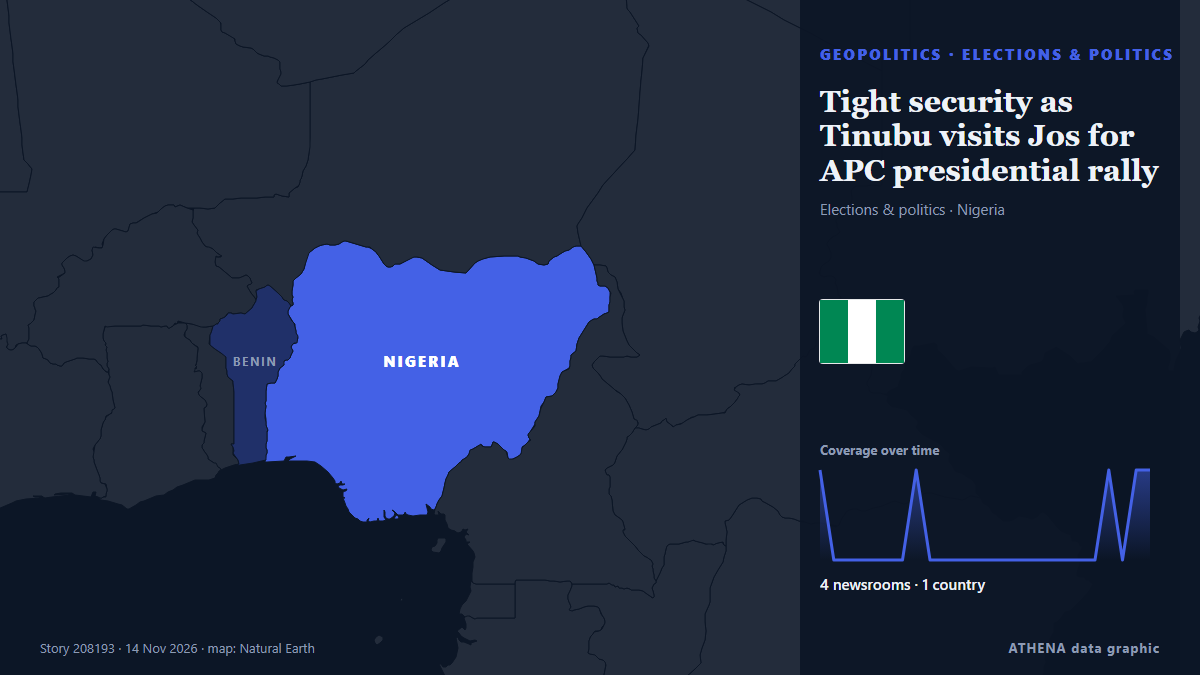 GEOPOLITICS · ELECTIONS & POLITICS
Tight security as
Tinubu visits Jos for
APC presidential rally
Elections & politics · Nigeria
BENIN
NIGERIA
Coverage over time
4 newsrooms · 1 country
Story 208193 · 14 Nov 2026 · map: Natural Earth
ATHENA data graphic